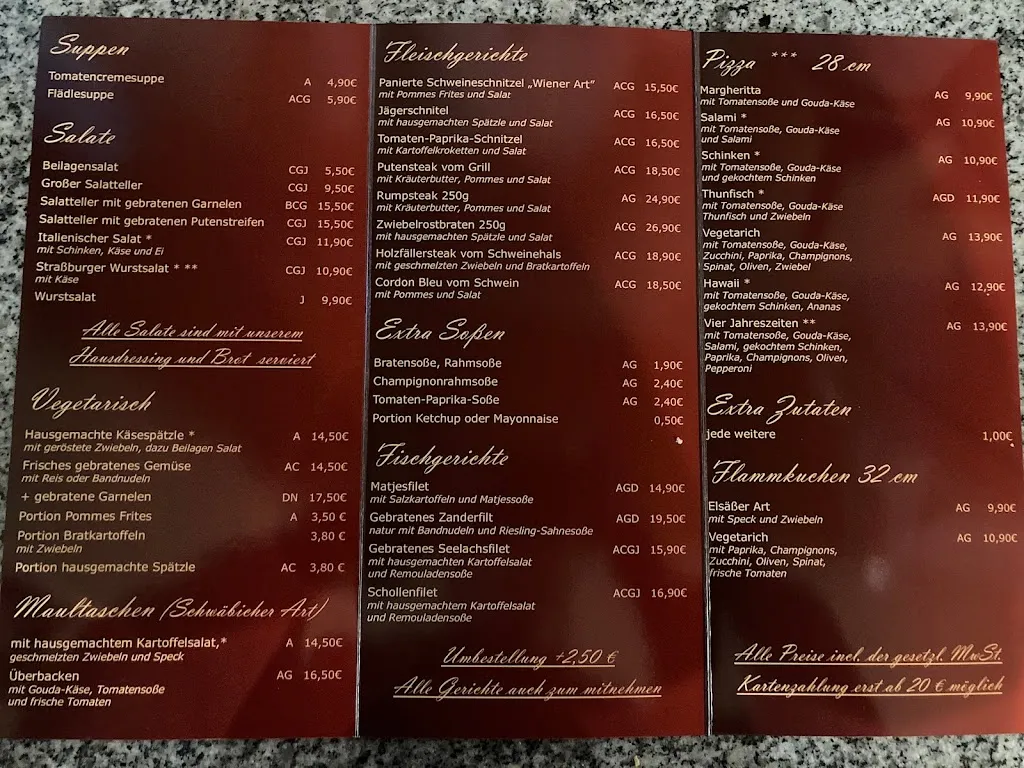 Suppen
Tomatencremesuppe A 4,90€
Flädlesuppe ACG 5,90€
Salate
Beilagensalat CGJ 5,50€
Großer Salatteller CGJ 9,50€
Salatteller mit gebratenen Garnelen BCG 15,50€
Salatteller mit gebratenen Putenstreifen CGJ 15,50€
Italienischer Salat * CGJ 11,90€
mit Schinken, Käse und Ei
Straßburger Wurstsalat * ** CGJ 10,90€
mit Käse
Wurstsalat J 9,90€
Alle Salate sind mit unserem
Hausdressing und Brot serviert
Vegetarisch
Hausgemachte Käsespätzle * A 14,50€
mit geröstete Zwiebeln, dazu Beilagen Salat
Frisches gebratenes Gemüse AC 14,50€
mit Reis oder Bandnudeln
+ gebratene Garnelen DN 17,50€
Portion Pommes Frites A 3,50 €
Portion Bratkartoffeln 3,80 €
mit Zwiebeln
Portion hausgemachte Spätzle AC 3,80 €
Maultaschen (Schwäbicher Art)
mit hausgemachtem Kartoffelsalat,* A 14,50€
geschmelzten Zwiebeln und Speck
Überbacken AG 16,50€
mit Gouda-Käse, Tomatensoße
und frische Tomaten
Fleischgerichte
Panierte Schweineschnitzel „Wiener Art" ACG 15,50€
mit Pommes Frites und Salat
Jägerschnitel ACG 16,50€
mit hausgemachten Spätzle und Salat
Tomaten-Paprika-Schnitzel ACG 16,50€
mit Kartoffelkroketten und Salat
Putensteak vom Grill ACG 18,50€
mit Kräuterbutter, Pommes und Salat
Rumpsteak 250g AG 24,90€
mit Kräuterbutter, Pommes und Salat
Zwiebelrostbraten 250g ACG 26,90€
mit hausgemachten Spätzle und Salat
Holzfällersteak vom Schweinehals ACG 18,90€
mit geschmelzten Zwiebeln und Bratkartoffeln
Cordon Bleu vom Schwein ACG 18,50€
mit Pommes und Salat
Extra Soßen
Bratensoße, Rahmsoße AG 1,90€
Champignonrahmsoße AG 2,40€
Tomaten-Paprika-Soße AG 2,40€
Portion Ketchup oder Mayonnaise 0,50€
Fischgerichte
Matjesfilet AGD 14,90€
mit Salzkartoffeln und Matjessoße
Gebratenes Zanderfilt AGD 19,50€
natur mit Bandnudeln und Riesling-Sahnesoße
Gebratenes Seelachsfilet ACGJ 15,90€
mit hausgemachten Kartoffelsalat
und Remouladensoße
Schollenfilet ACGJ 16,90€
mit hausgemachtem Kartoffelsalat
und Remouladensoße
Umbestellung +2,50 €
Alle Gerichte auch zum mitnehmen
Pizza *** 28 cm
Margheritta AG 9,90€
mit Tomatensoße und Gouda-Käse
Salami * AG 10,90€
mit Tomatensoße, Gouda-Käse
und Salami
Schinken * AG 10,90€
mit Tomatensoße, Gouda-Käse
und gekochtem Schinken
Thunfisch * AGD 11,90€
mit Tomatensoße, Gouda-Käse
Thunfisch und Zwiebeln
Vegetarich AG 13,90€
mit Tomatensoße, Gouda-Käse,
Zucchini, Paprika, Champignons,
Spinat, Oliven, Zwiebel
Hawaii * AG 12,90€
mit Tomatensoße, Gouda-Käse,
gekochtem Schinken, Ananas
Vier Jahreszeiten ** AG 13,90€
mit Tomatensoße, Gouda-Käse,
Salami, gekochtem Schinken,
Paprika, Champignons, Oliven,
Pepperoni
Extra Zutaten
jede weitere 1,00€
Flammkuchen 32 cm
Elsäßer Art AG 9,90€
mit Speck und Zwiebeln
Vegetarich AG 10,90€
mit Paprika, Champignons,
Zucchini, Oliven, Spinat,
frische Tomaten
Alle Preise incl. der gesetzl. MwSt.
Kartenzahlung erst ab 20 € möglich